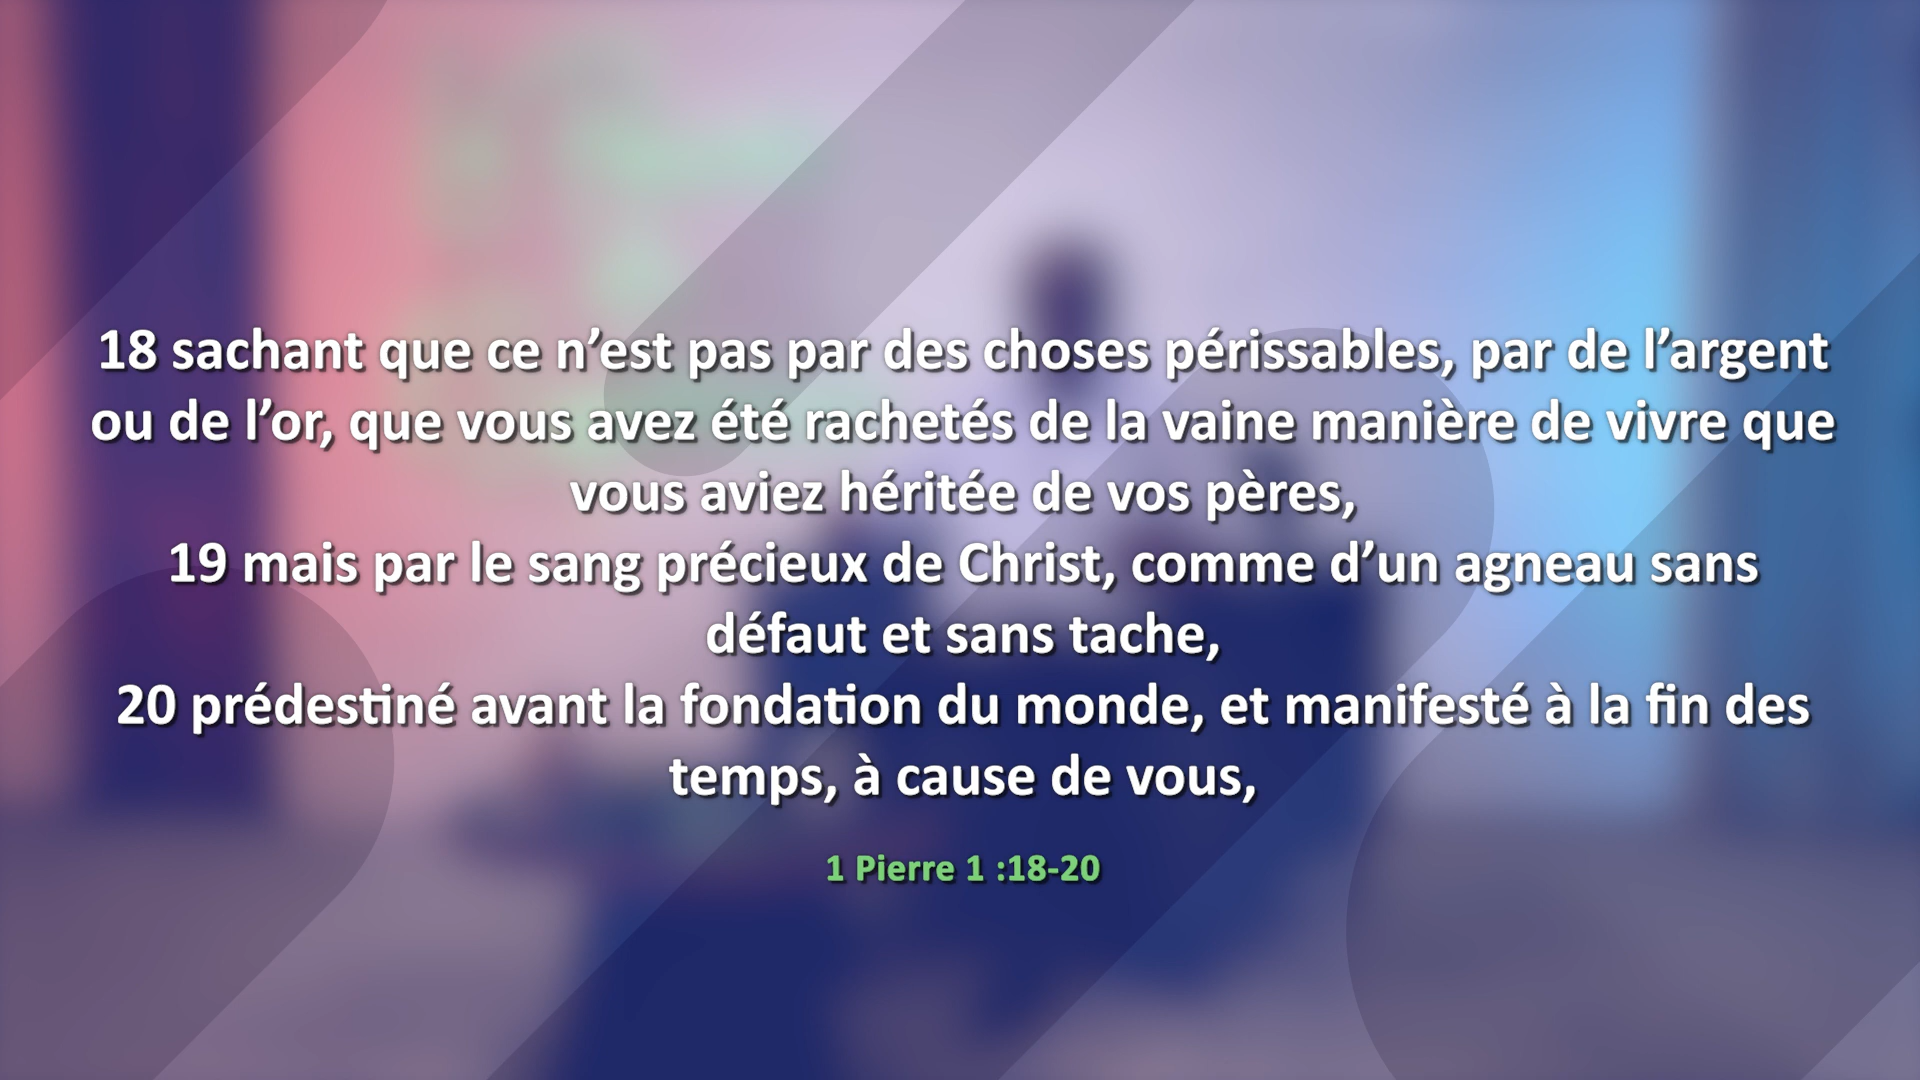 18 sachant que ce n’est pas par des choses périssables, par de l’argent
ou de l’or, que vous avez été rachetés de la vaine manière de vivre que
vous aviez héritée de vos pères,
19 mais par le sang précieux de Christ, comme d’un agneau sans
défaut et sans tache,
20 prédestiné avant la fondation du monde, et manifesté à la fin des
temps, à cause de vous,
1 Pierre 1 :18-20